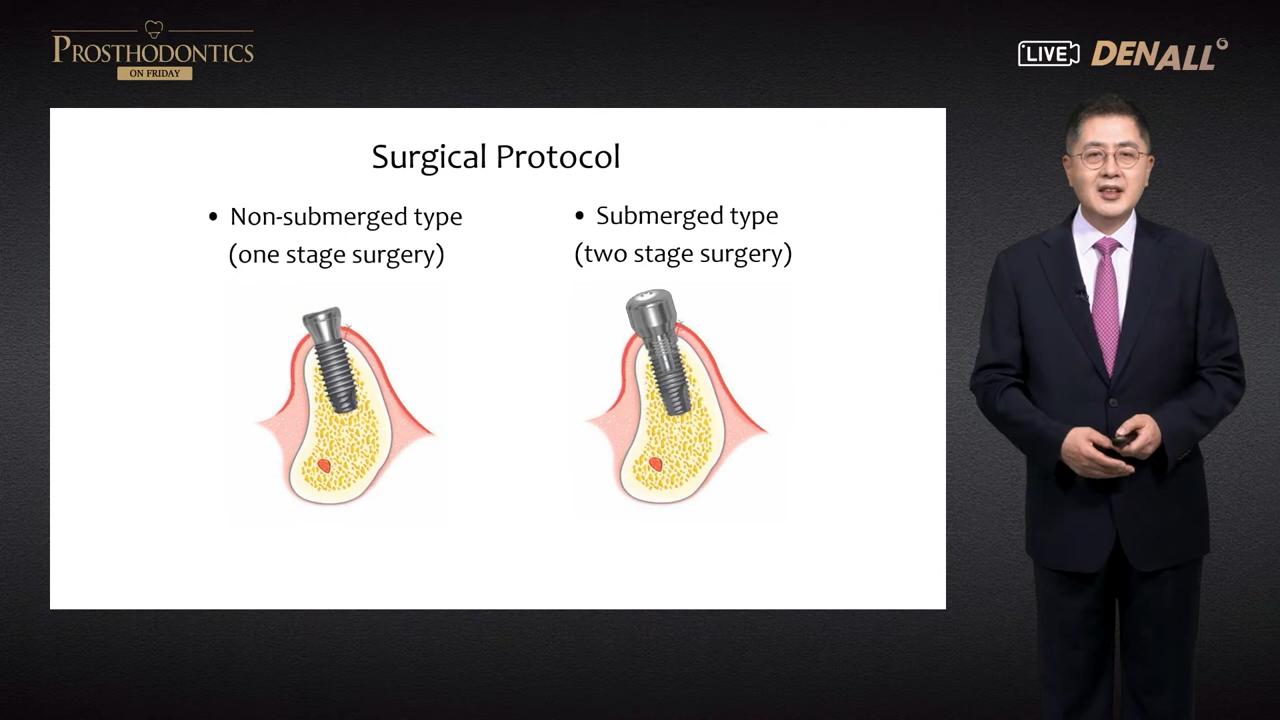 PROSTHODONTICS
ON FRIDAY
LIVE
DENALL
Surgical Protocol
• Non-submerged type
(one stage surgery)
• Submerged type
(two stage surgery)